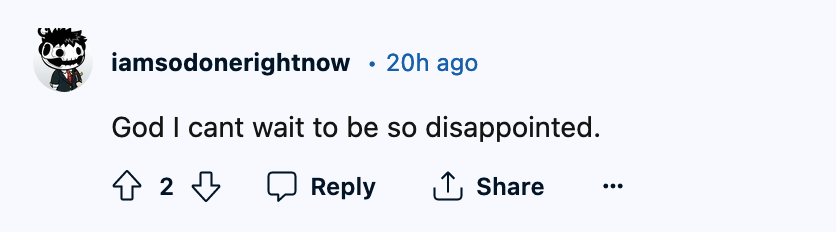 iamsodonerightnow • 20h ago
God I cant wait to be so disappointed.
2 Reply Share ...